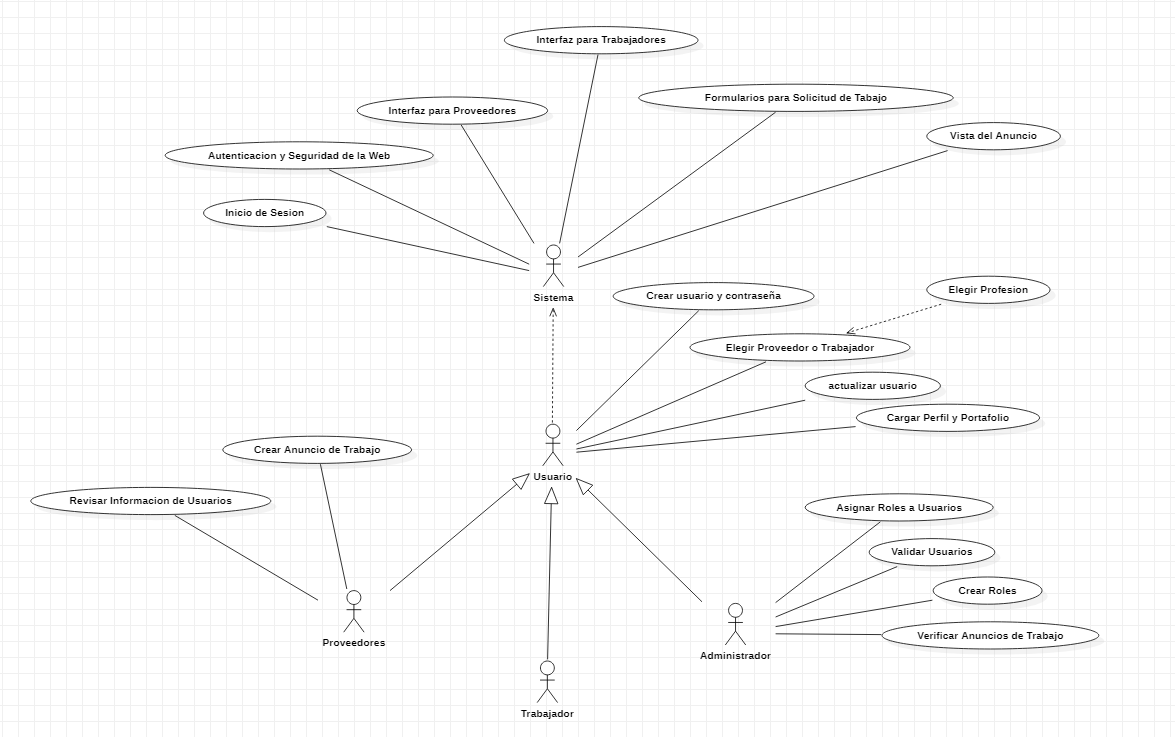 Interfaz para Trabajadores
Formularios para Solicitud de Tabajo
Interfaz para Proveedores
Vista del Anuncio
Autenticacion y Seguridad de la Web
Inicio de Sesion
Sistema
Elegir Profesion
Crear usuario y contraseña
Elegir Proveedor o Trabajador
actualizar usuario
Cargar Perfil y Portafolio
Crear Anuncio de Trabajo
Usuario
Revisar Informacion de Usuarios
Asignar Roles a Usuarios
Validar Usuarios
Crear Roles
Verificar Anuncios de Trabajo
Proveedores
Administrador
Trabajador